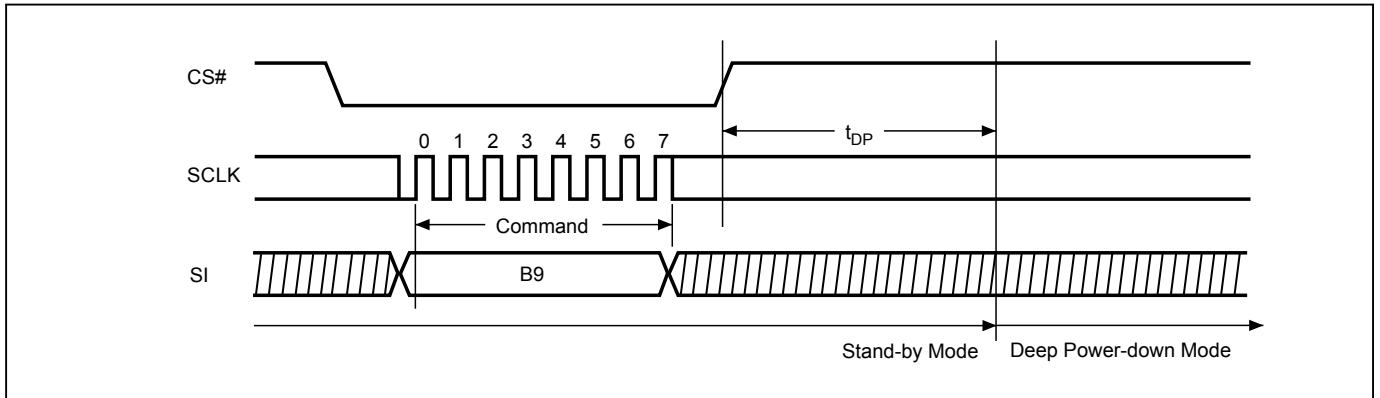 CS#
tDP
0 1 2 3 4 5 6 7
SCLK
Command
SI
B9
Stand-by Mode
Deep Power-down Mode